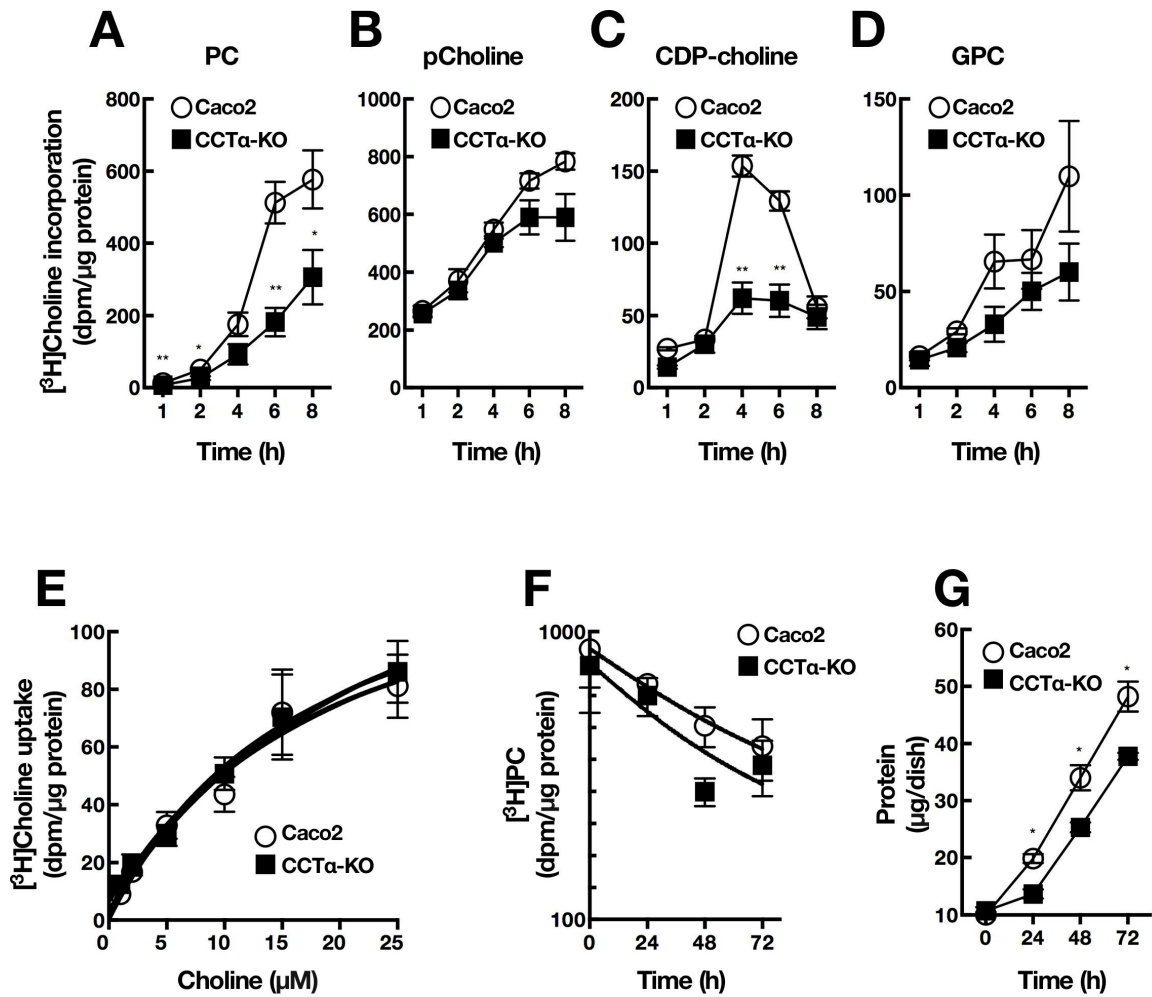 A
PC
[³H]Choline incorporation
(dpm/µg protein)
800
600
400
200
0
Caco2
CCTα-KO
**
*
**
*
1 2 4 6 8
Time (h)
B
pCholine
1000
800
600
400
200
0
Caco2
CCTα-KO
1 2 4 6 8
Time (h)
C
CDP-choline
200
150
100
50
0
Caco2
CCTα-KO
**
**
1 2 4 6 8
Time (h)
D
GPC
150
100
50
0
Caco2
CCTα-KO
1 2 4 6 8
Time (h)
E
[³H]Choline uptake
(dpm/µg protein)
100
80
60
40
20
0
Caco2
CCTα-KO
0 5 10 15 20 25
Choline (µM)
F
[³H]PC
(dpm/µg protein)
1000
100
Caco2
CCTα-KO
0 24 48 72
Time (h)
G
Protein
(µg/dish)
60
50
40
30
20
10
Caco2
CCTα-KO
*
*
*
0 24 48 72
Time (h)